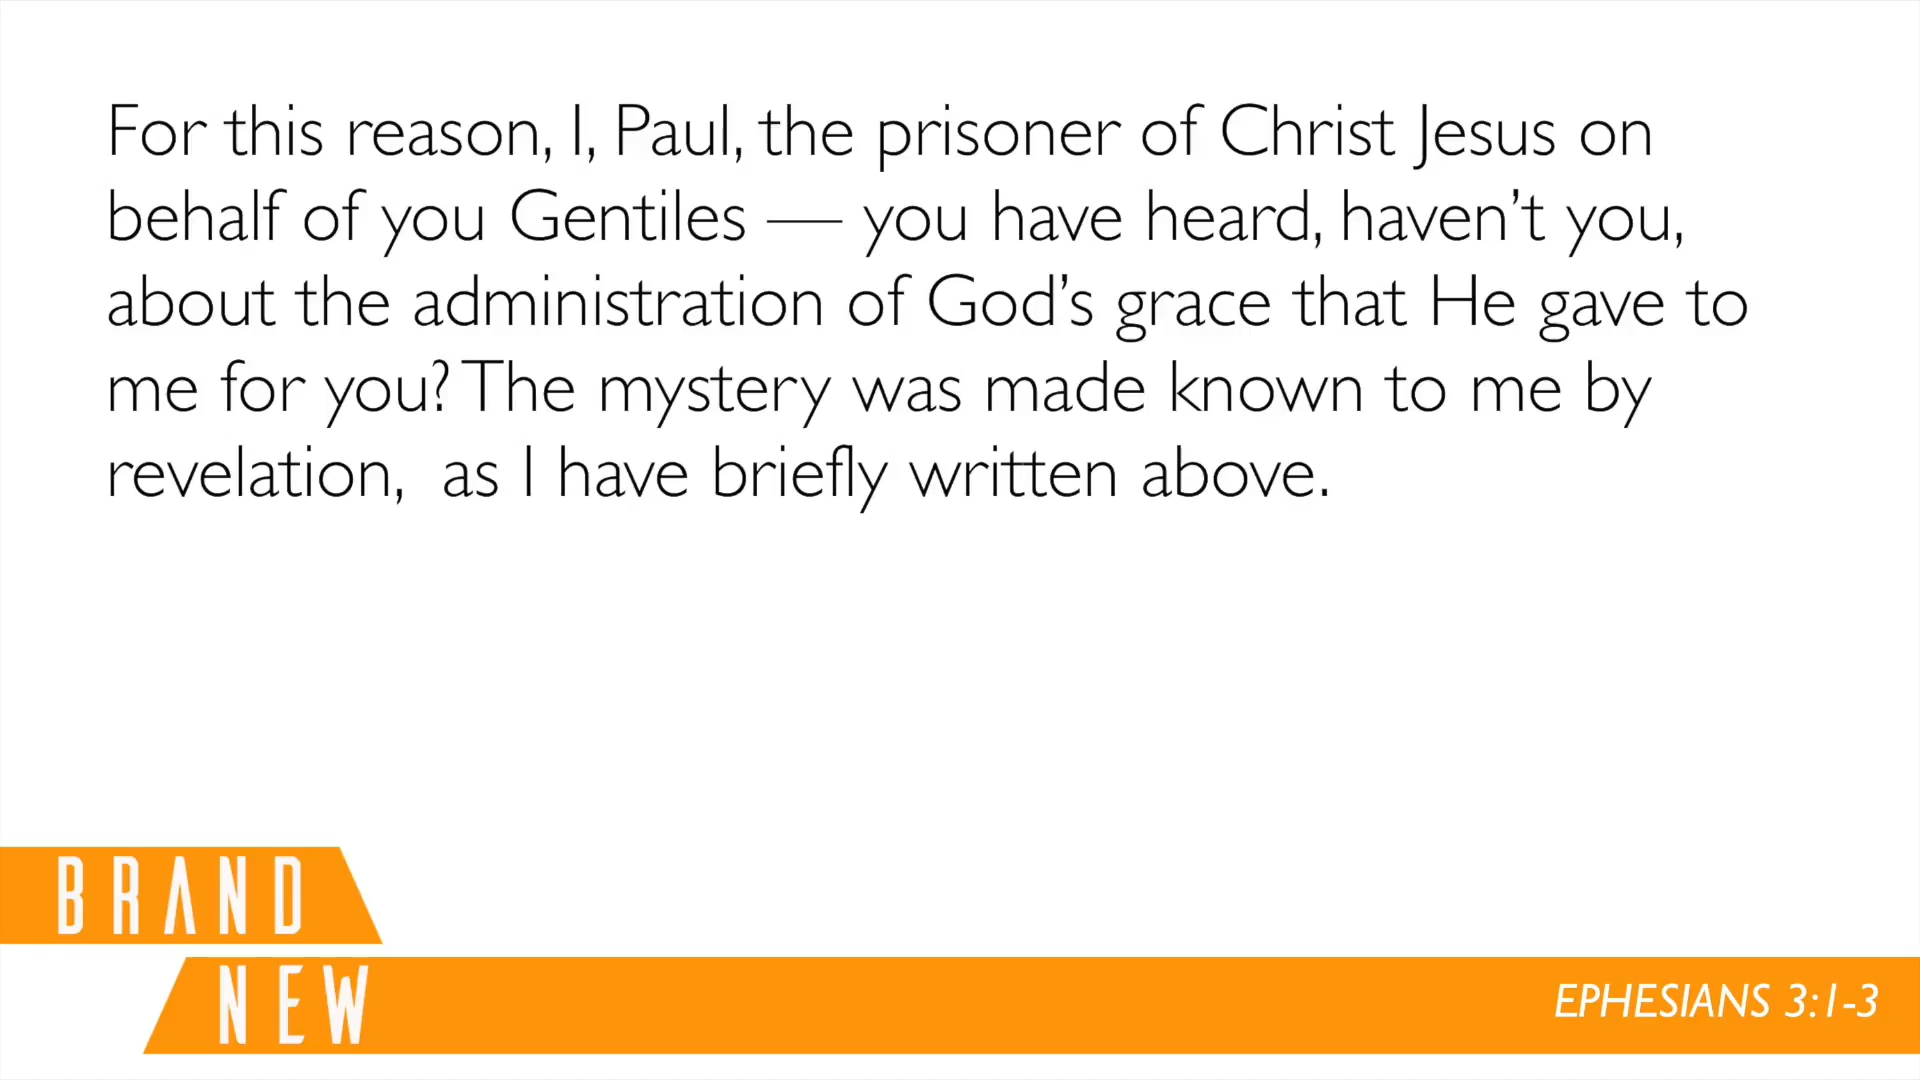 For this reason, I, Paul, the prisoner of Christ Jesus on
behalf of you Gentiles — you have heard, haven’t you,
about the administration of God’s grace that He gave to
me for you? The mystery was made known to me by
revelation,  as I have briefly written above.
BRAND
NEW
EPHESIANS 3:1-3